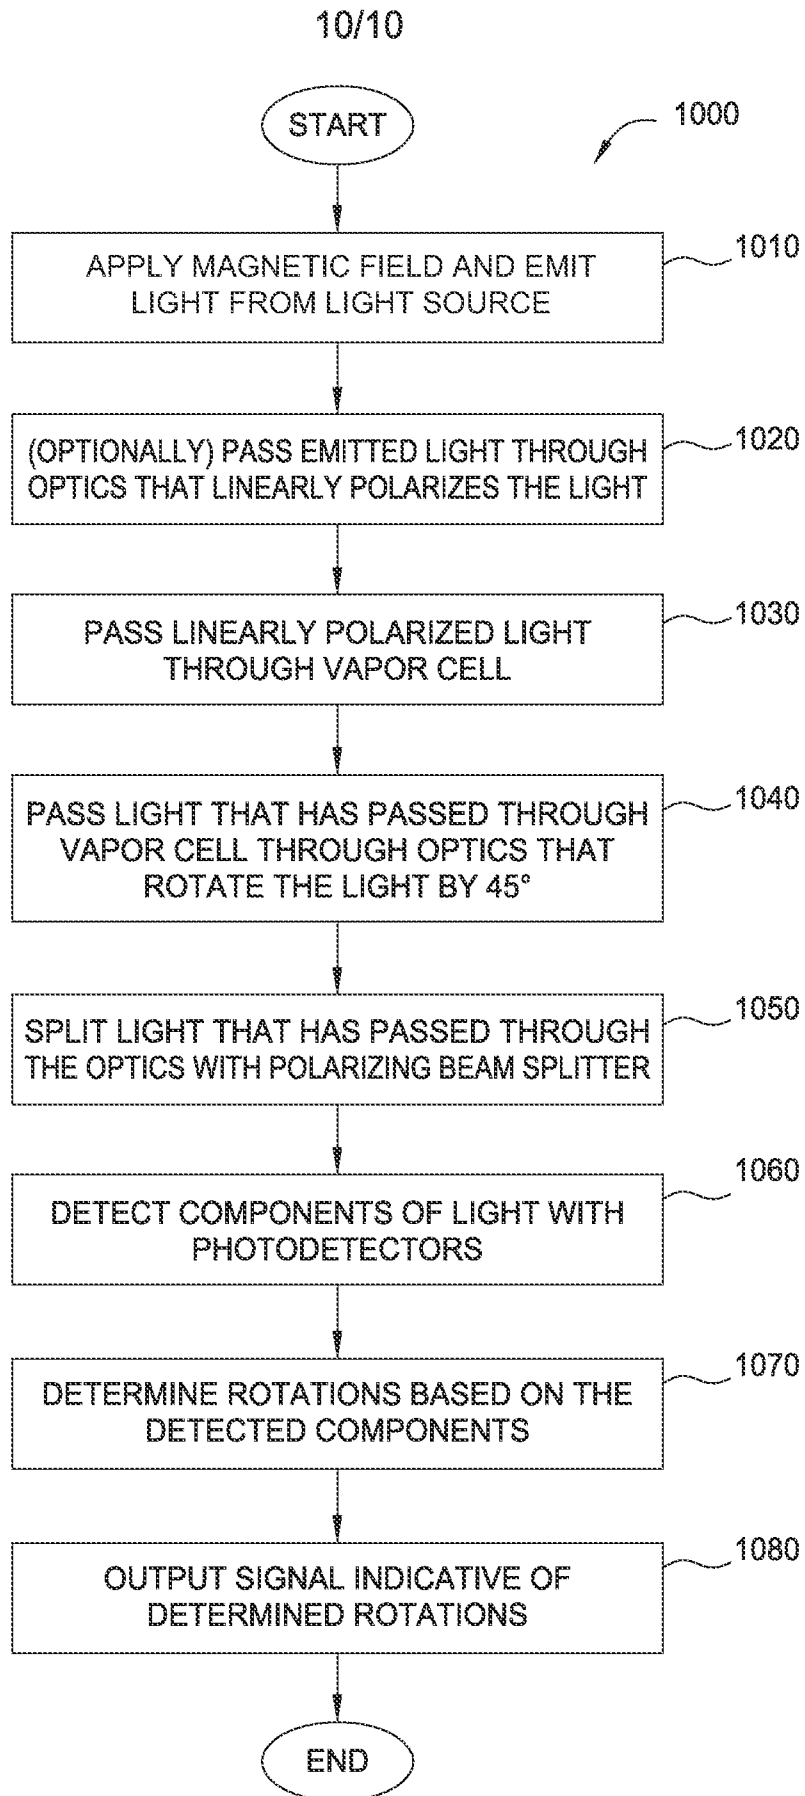 10/10
START
1000
APPLY MAGNETIC FIELD AND EMIT
LIGHT FROM LIGHT SOURCE
1010
(OPTIONALLY) PASS EMITTED LIGHT THROUGH
OPTICS THAT LINEARLY POLARIZES THE LIGHT
1020
PASS LINEARLY POLARIZED LIGHT
THROUGH VAPOR CELL
1030
PASS LIGHT THAT HAS PASSED THROUGH
VAPOR CELL THROUGH OPTICS THAT
ROTATE THE LIGHT BY 45°
1040
SPLIT LIGHT THAT HAS PASSED THROUGH
THE OPTICS WITH POLARIZING BEAM SPLITTER
1050
DETECT COMPONENTS OF LIGHT WITH
PHOTODETECTORS
1060
DETERMINE ROTATIONS BASED ON THE
DETECTED COMPONENTS
1070
OUTPUT SIGNAL INDICATIVE OF
DETERMINED ROTATIONS
1080
END